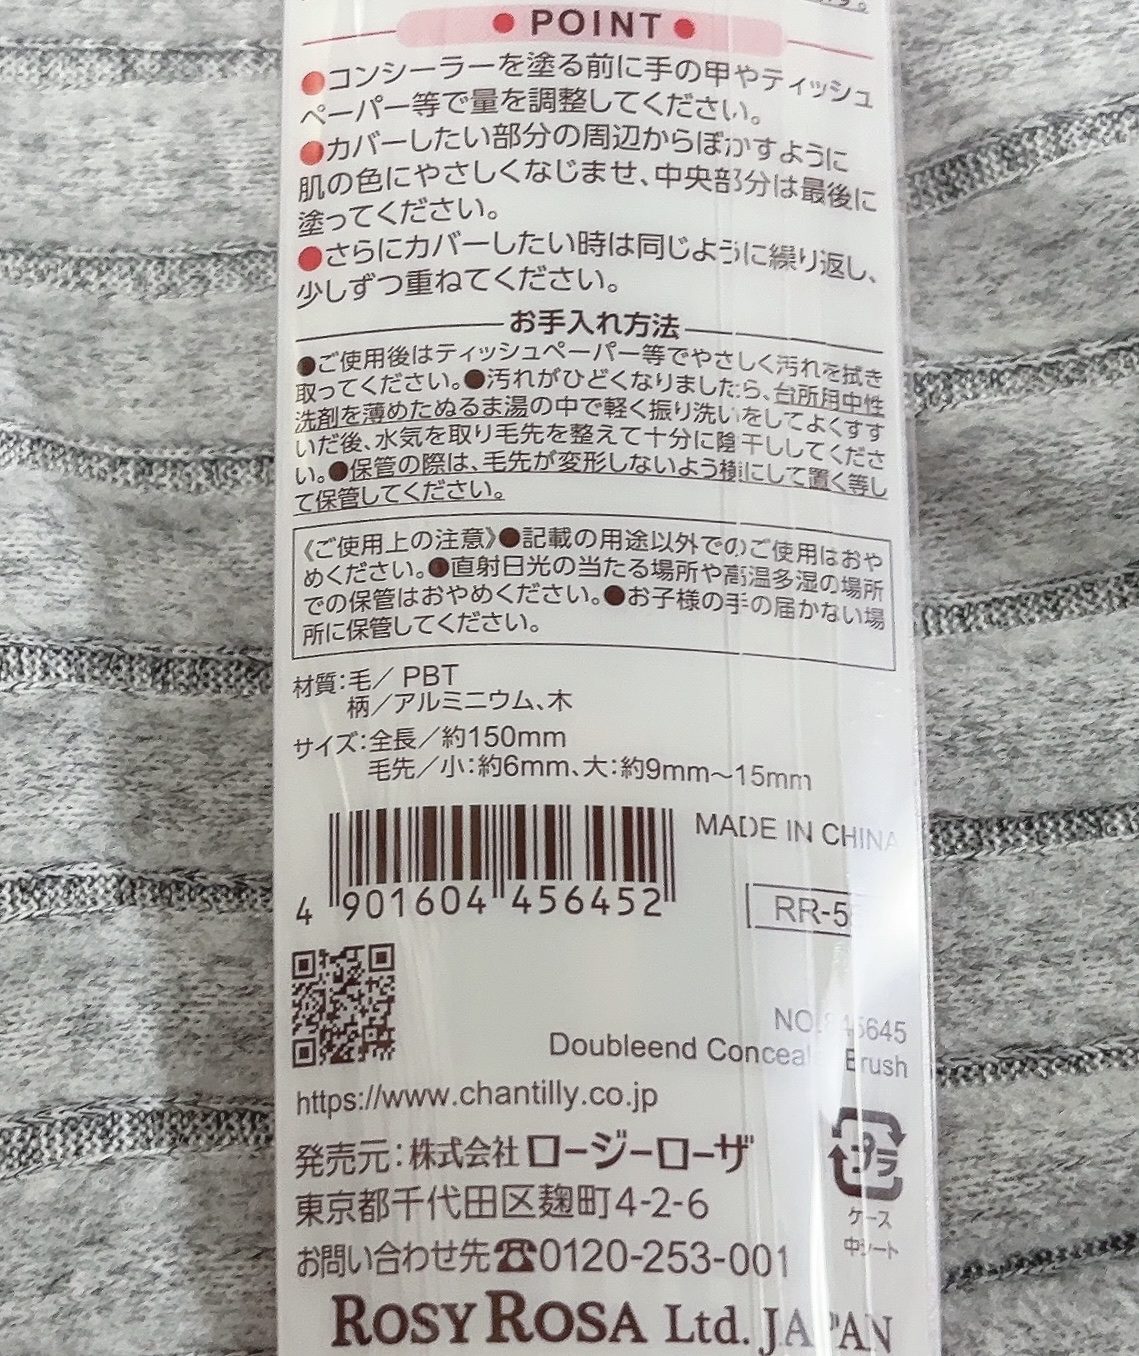 ● POINT ●
●コンシーラーを塗る前に手の甲やティッシュ
ペーパー等で量を調整してください。
●カバーしたい部分の周辺からぼかすように
肌の色にやさしくなじませ、中央部分は最後に
塗ってください。
●さらにカバーしたい時は同じように繰り返し、
少しずつ重ねてください。
お手入れ方法
●ご使用後はティッシュペーパー等でやさしく汚れを拭き
取ってください。●汚れがひどくなりましたら、台所用中性
洗剤を薄めたぬるま湯の中で軽く振り洗いをしてよくすす
いだ後、水気を取り毛先を整えて十分に陰干ししてくださ
い。●保管の際は、毛先が変形しないよう横にして置く等し
て保管してください。
《ご使用上の注意》●記載の用途以外でのご使用はおや
めください。●直射日光の当たる場所や高温多湿の場所
での保管はおやめください。●お子様の手の届かない場
所に保管してください。
材質:毛／PBT
柄／アルミニウム、木
サイズ:全長／約150mm
毛先／小:約6mm、大:約9mm～15mm
MADE IN CHINA
4 901604 456452
プラ
ケース
中シート
Doubleend Brush
https://www.chantilly.co.jp
発売元:株式会社ロージーローザ
東京都千代田区麹町4-2-6
お問い合わせ先☎0120-253-001
ROSY ROSA Ltd. JAPAN